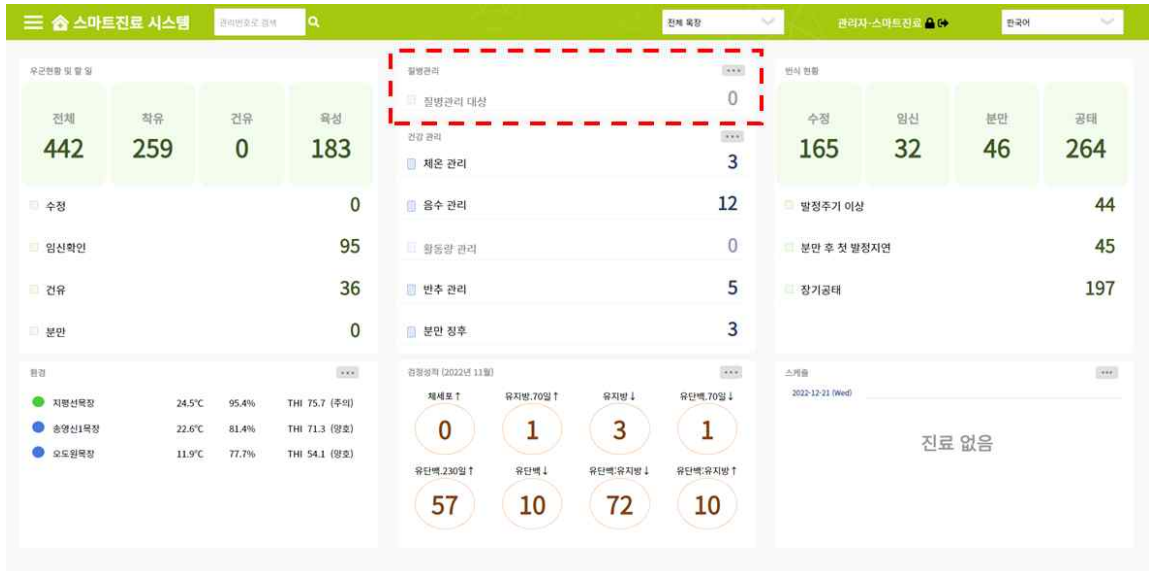 스마트진료 시스템
관리번호로 검색
전체 목장
관리자-스마트진료
한국어
우군현황 및 할 일
전체 착유 건유 육성
442 259 0 183
수정 0
임신확인 95
건유 36
분만 0
질병관리
질병관리 대상 0
건강 관리
체온 관리 3
음수 관리 12
활동량 관리 0
반추 관리 5
분만 징후 3
번식 현황
수정 임신 분만 공태
165 32 46 264
발정주기 이상 44
분만 후 첫 발정지연 45
장기공태 197
환경
지평선목장 24.5℃ 95.4% THI 75.7 (주의)
송영신1목장 22.6℃ 81.4% THI 71.3 (양호)
오도원목장 11.9℃ 77.7% THI 54.1 (양호)
검정성적 (2022년 11월)
체세포↑ 유지방.70일↑ 유지방↓ 유단백.70일↓
0 1 3 1
유단백.230일↑ 유단백↓ 유단백:유지방↓ 유단백:유지방↑
57 10 72 10
스케줄
2022-12-21 (Wed)
진료 없음